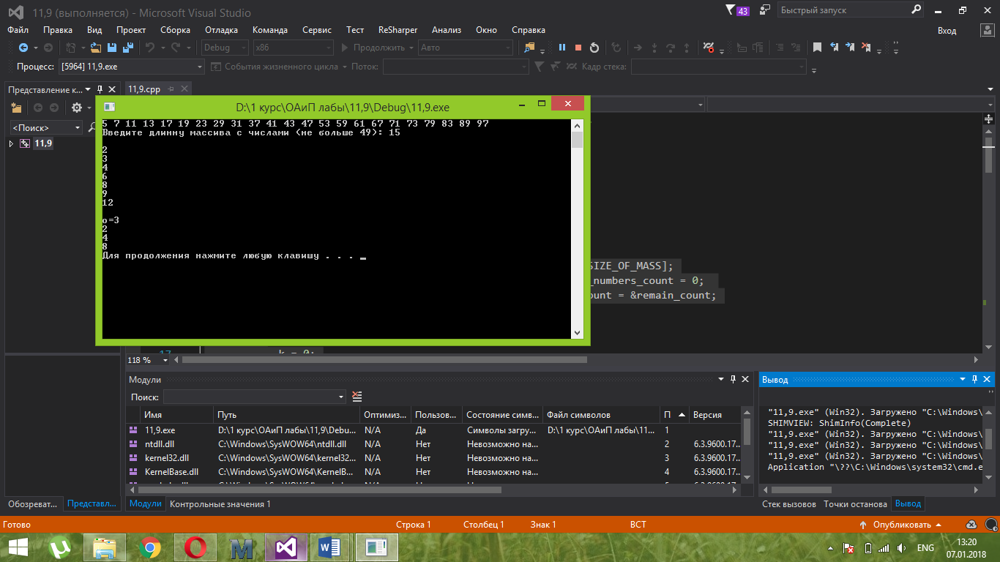 11,9 (выполняется) - Microsoft Visual Studio
43
Быстрый запуск
Файл Правка Вид Проект Сборка Отладка Команда Сервис Тест ReSharper Анализ Окно Справка
Вход
Debug x86 Продолжить Авто
Процесс: [5964] 11,9.exe События жизненного цикла Поток: Кадр стека:
Представление к...
11,9.cpp
<Поиск>
11,9
D:\1 курс\ОАиП лабы\11,9\Debug\11,9.exe
5 7 11 13 17 19 23 29 31 37 41 43 47 53 59 61 67 71 73 79 83 89 97
Введите длинну массива с числами (не больше 49): 15
2
3
4
6
8
9
12
o=3
2
4
8
Для продолжения нажмите любую клавишу . . .
SIZE_OF_MASS];
_numbers_count = 0;
ount = &remain_count;
17 k = 0;
118 %
Модули
Поиск:
Имя Путь Оптимиз... Пользов... Состояние симв... Файл символов П Версия
11,9.exe D:\1 курс\ОАиП лабы\11,9\Debu... N/A Да Символы загру... D:\1 курс\ОАиП лабы\11... 1
ntdll.dll C:\Windows\SysWOW64\ntdll.dll N/A Нет Невозможно на... 2 6.3.9600.17...
kernel32.dll C:\Windows\SysWOW64\kernel32... N/A Нет Невозможно на... 3 6.3.9600.17...
KernelBase.dll C:\Windows\SysWOW64\KernelB... N/A Нет Невозможно на... 4 6.3.9600.17...
Вывод
"11,9.exe" (Win32). Загружено "C:\Windows\
SHIMVIEW: ShimInfo(Complete)
"11,9.exe" (Win32). Загружено "C:\Windows\
"11,9.exe" (Win32). Загружено "C:\Windows\
"11,9.exe" (Win32). Загружено "C:\Windows\
Application "\??\C:\Windows\system32\cmd.e
Обозреват... Представл...
Модули Контрольные значения 1
Стек вызовов Точки останова Вывод
Готово Строка 1 Столбец 1 Знак 1 ВСТ Опубликовать
ENG
13:20
07.01.2018